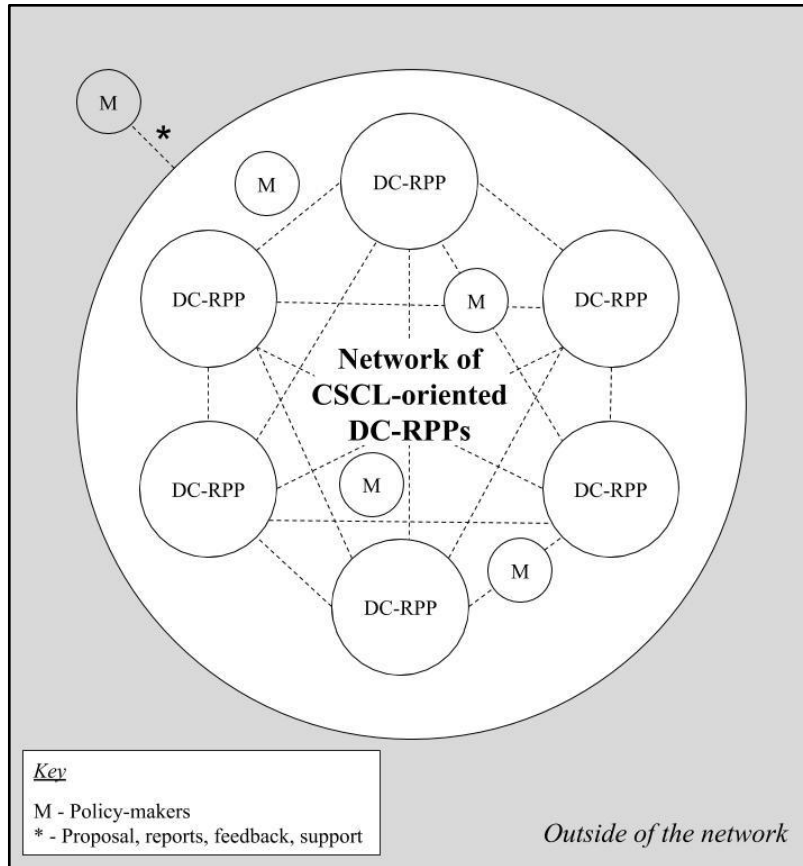 M
*
M
DC-RPP
DC-RPP
M
DC-RPP
Network of
CSCL-oriented
DC-RPPs
DC-RPP
M
DC-RPP
M
DC-RPP
Key
M - Policy-makers
* - Proposal, reports, feedback, support
Outside of the network